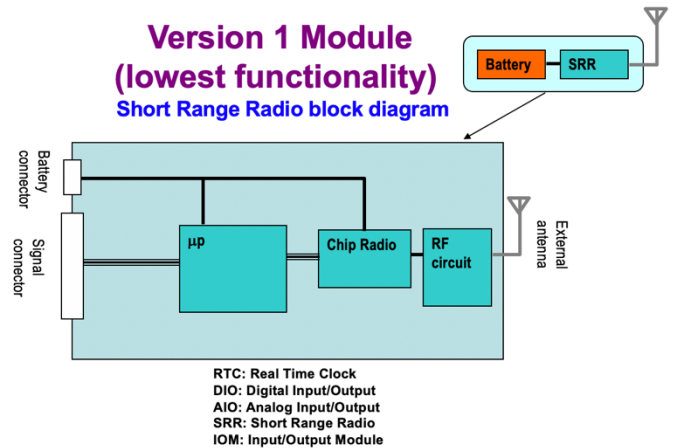 Version 1 Module
(lowest functionality)
Short Range Radio block diagram
Battery
SRR
Battery
connector
Signal
connector
μp
Chip Radio
RF
circuit
External
antenna
RTC: Real Time Clock
DIO: Digital Input/Output
AIO: Analog Input/Output
SRR: Short Range Radio
IOM: Input/Output Module